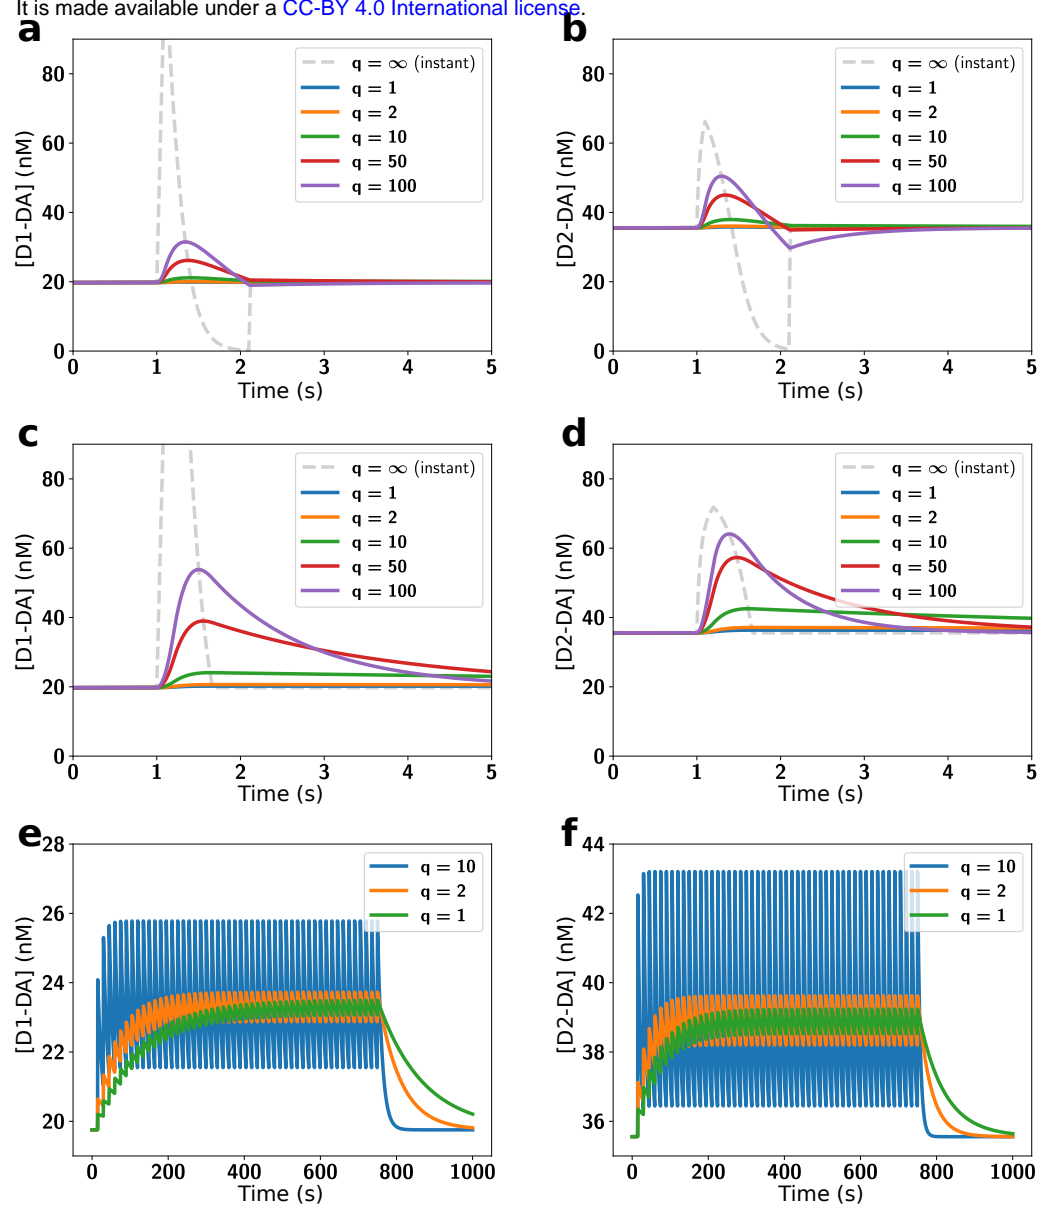 It is made available under a CC-BY 4.0 International license.
a
80
60
40
20
0
[D1-DA] (nM)
0 1 2 3 4 5
Time (s)
q = ∞ (instant)
q = 1
q = 2
q = 10
q = 50
q = 100
b
80
60
40
20
0
[D2-DA] (nM)
0 1 2 3 4 5
Time (s)
q = ∞ (instant)
q = 1
q = 2
q = 10
q = 50
q = 100
c
80
60
40
20
0
[D1-DA] (nM)
0 1 2 3 4 5
Time (s)
q = ∞ (instant)
q = 1
q = 2
q = 10
q = 50
q = 100
d
80
60
40
20
0
[D2-DA] (nM)
0 1 2 3 4 5
Time (s)
q = ∞ (instant)
q = 1
q = 2
q = 10
q = 50
q = 100
e
28
26
24
22
20
[D1-DA] (nM)
0 200 400 600 800 1000
Time (s)
q = 10
q = 2
q = 1
f
44
42
40
38
36
[D2-DA] (nM)
0 200 400 600 800 1000
Time (s)
q = 10
q = 2
q = 1